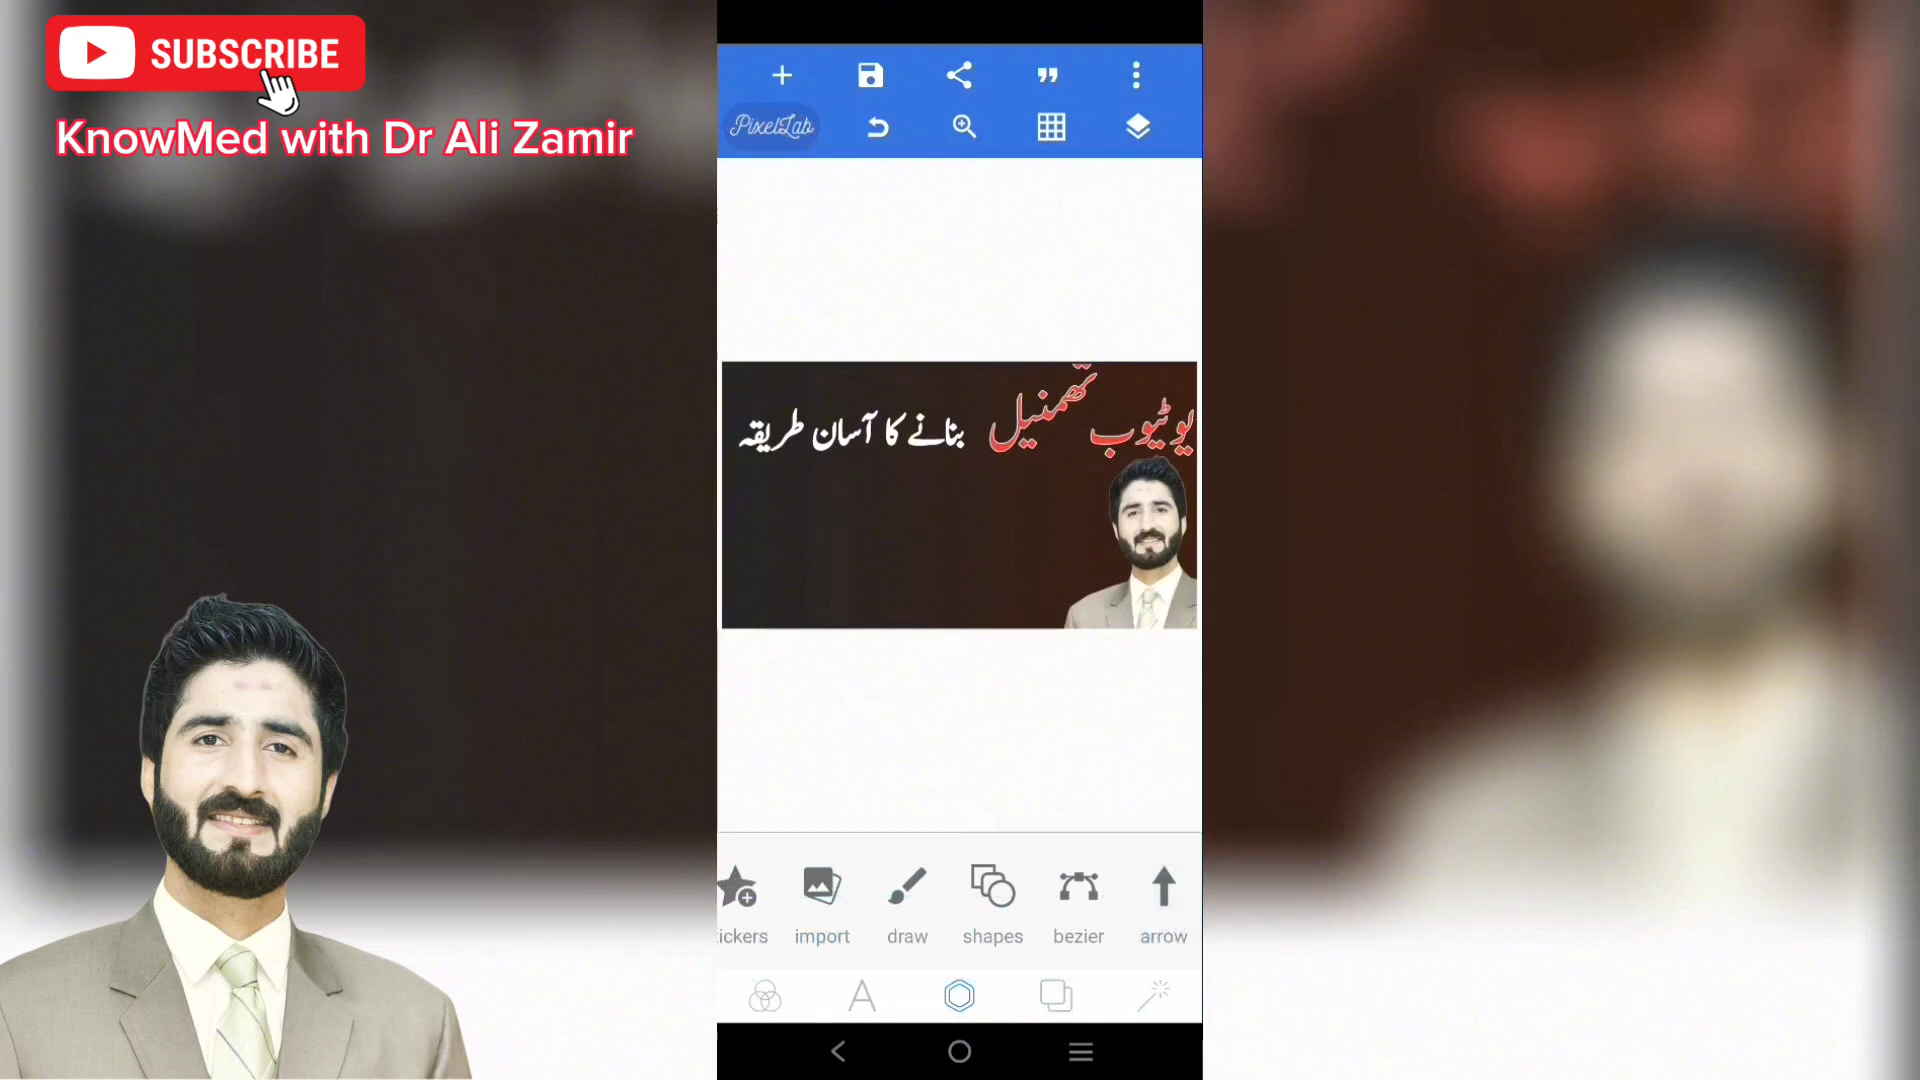 SUBSCRIBE
KnowMed with Dr Ali Zamir
PixelLab
یوٹیوب تھمنیل بنانے کا آسان طریقہ
ickers import draw shapes bezier arrow